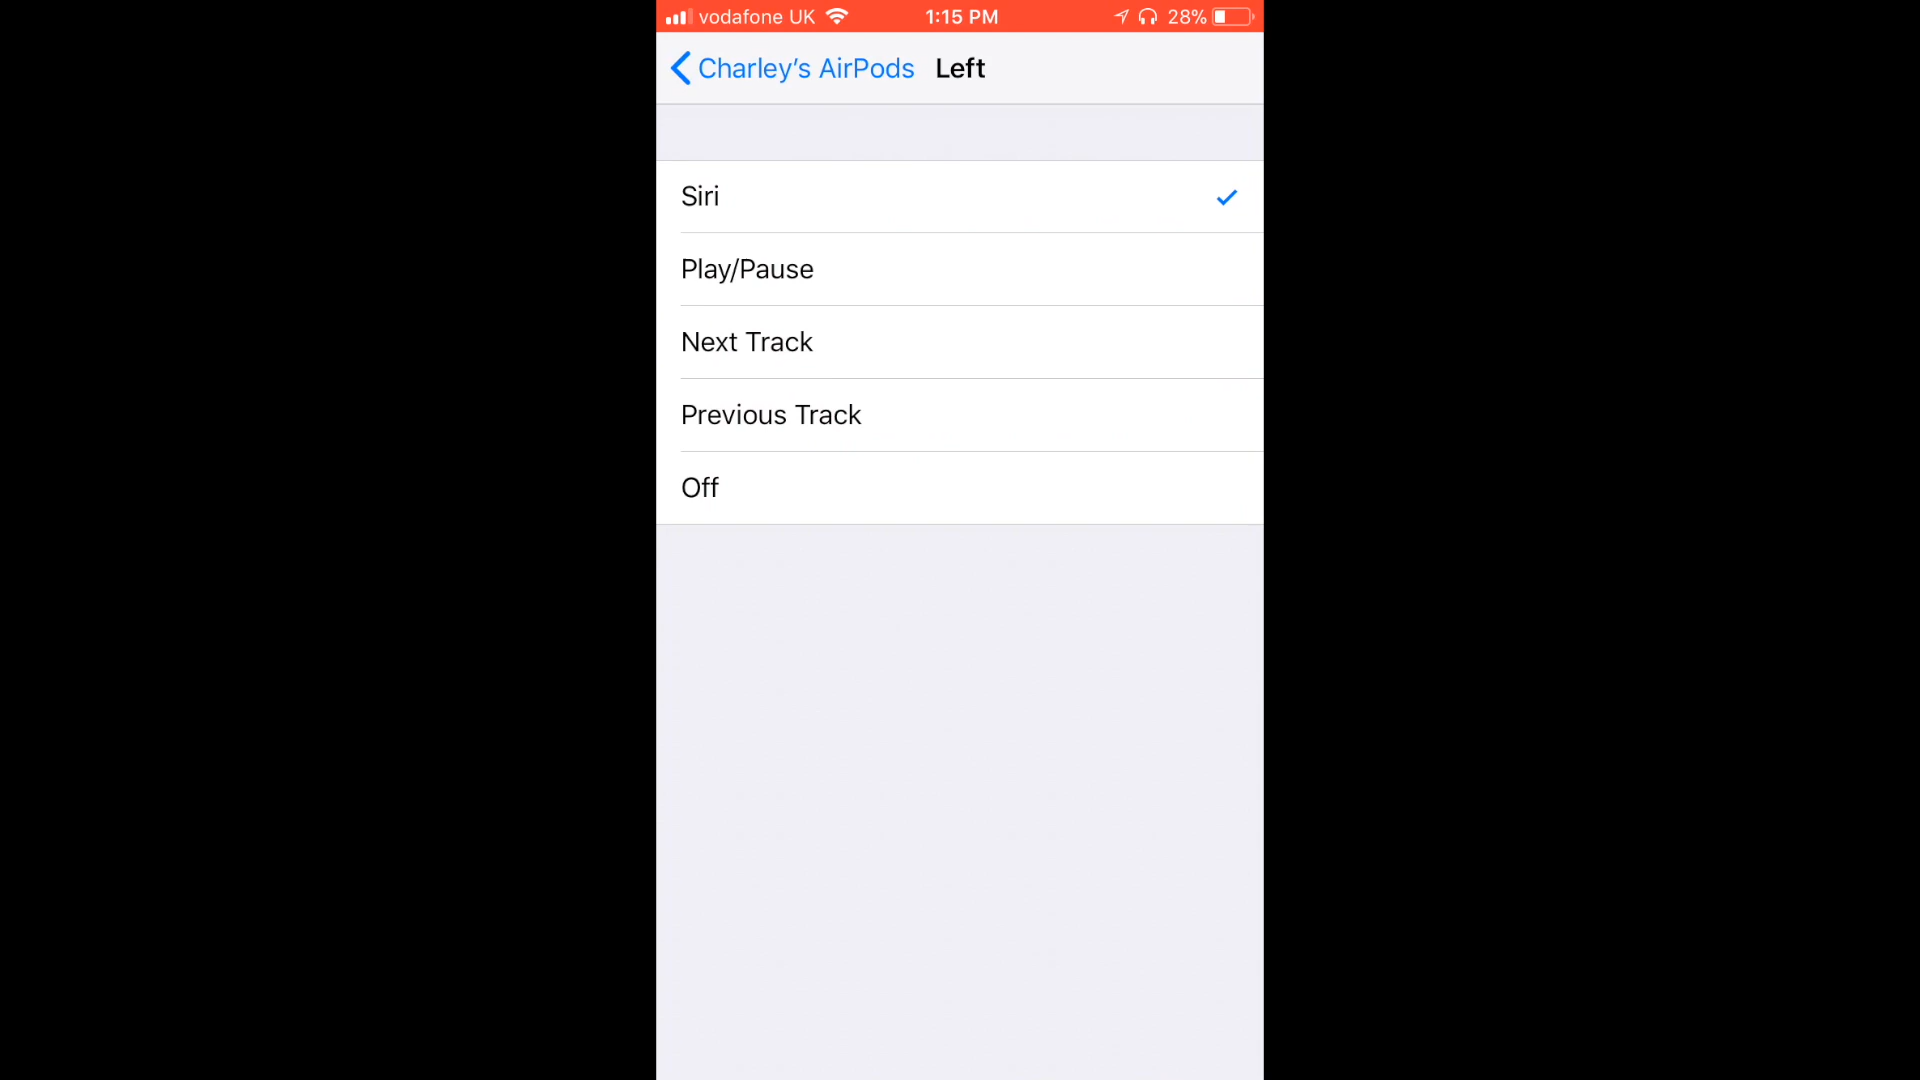 vodafone UK 1:15 PM 28%
Charley’s AirPods Left
Siri
Play/Pause
Next Track
Previous Track
Off